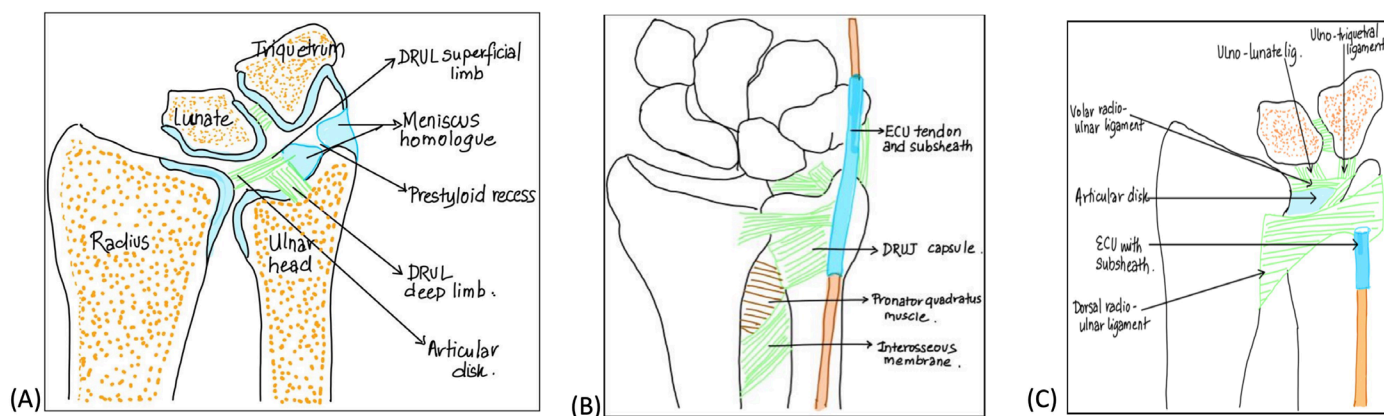 Triquetrum
DRUL superficial
limb
Lunate
Meniscus
homologue
Prestyloid recess
Radius
Ulnar
head
DRUL
deep limb.
Articular
disk.
(A)
ECU tendon
and subsheath
DRUJ capsule.
Pronator quadratus
muscle.
Interosseous
membrane.
(B)
Ulno-triquetral
ligament
Ulno-lunate lig.
Volar radio-
ulnar ligament
Articular disk
ECU with
subsheath.
Dorsal radio-
ulnar ligament
(C)